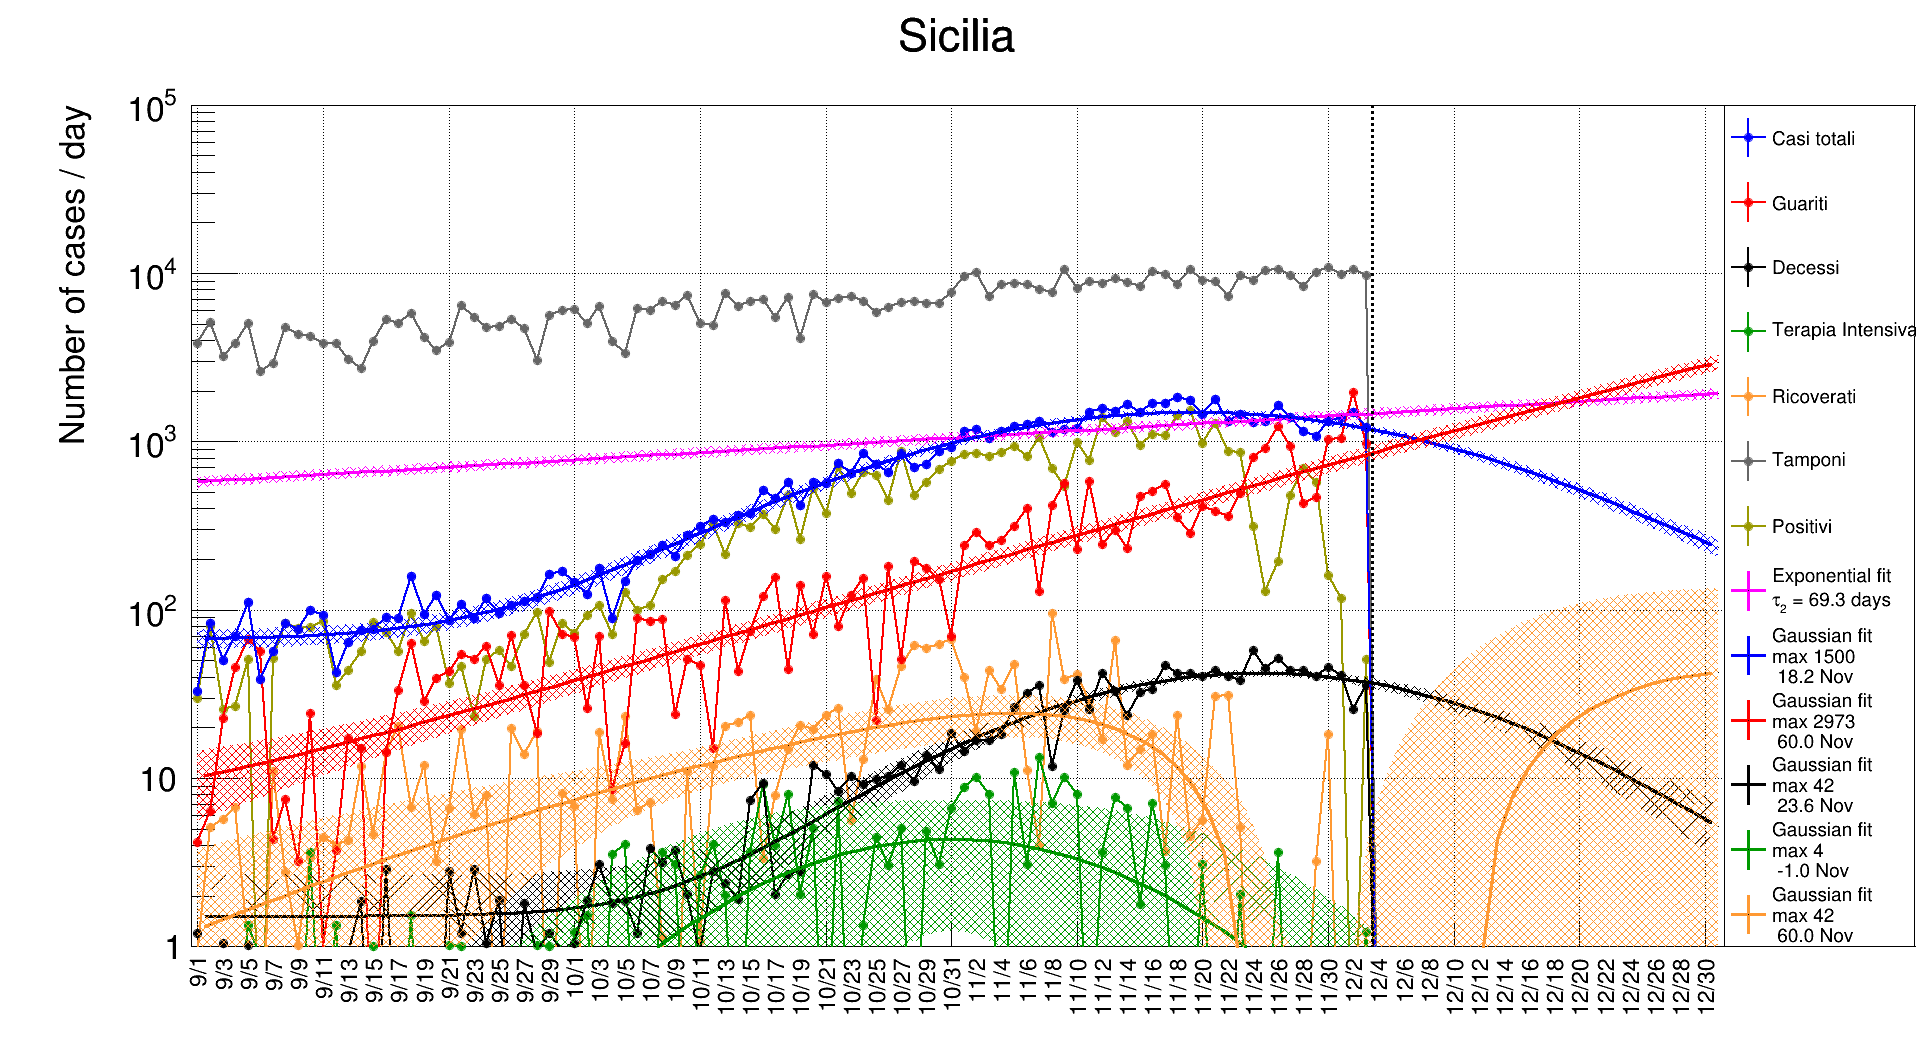 Sicilia
Number of cases / day
10^5
10^4
10^3
10^2
10
1
9/1 9/3 9/5 9/7 9/9 9/11 9/13 9/15 9/17 9/19 9/21 9/23 9/25 9/27 9/29 10/1 10/3 10/5 10/7 10/9 10/11 10/13 10/15 10/17 10/19 10/21 10/23 10/25 10/27 10/29 10/31 11/2 11/4 11/6 11/8 11/10 11/12 11/14 11/16 11/18 11/20 11/22 11/24 11/26 11/28 11/30 12/2 12/4 12/6 12/8 12/10 12/12 12/14 12/16 12/18 12/20 12/22 12/24 12/26 12/28 12/30
Casi totali
Guariti
Decessi
Terapia Intensiva
Ricoverati
Tamponi
Positivi
Exponential fit
τ₂ = 69.3 days
Gaussian fit
max 1500
18.2 Nov
Gaussian fit
max 2973
60.0 Nov
Gaussian fit
max 42
23.6 Nov
Gaussian fit
max 4
-1.0 Nov
Gaussian fit
max 42
60.0 Nov